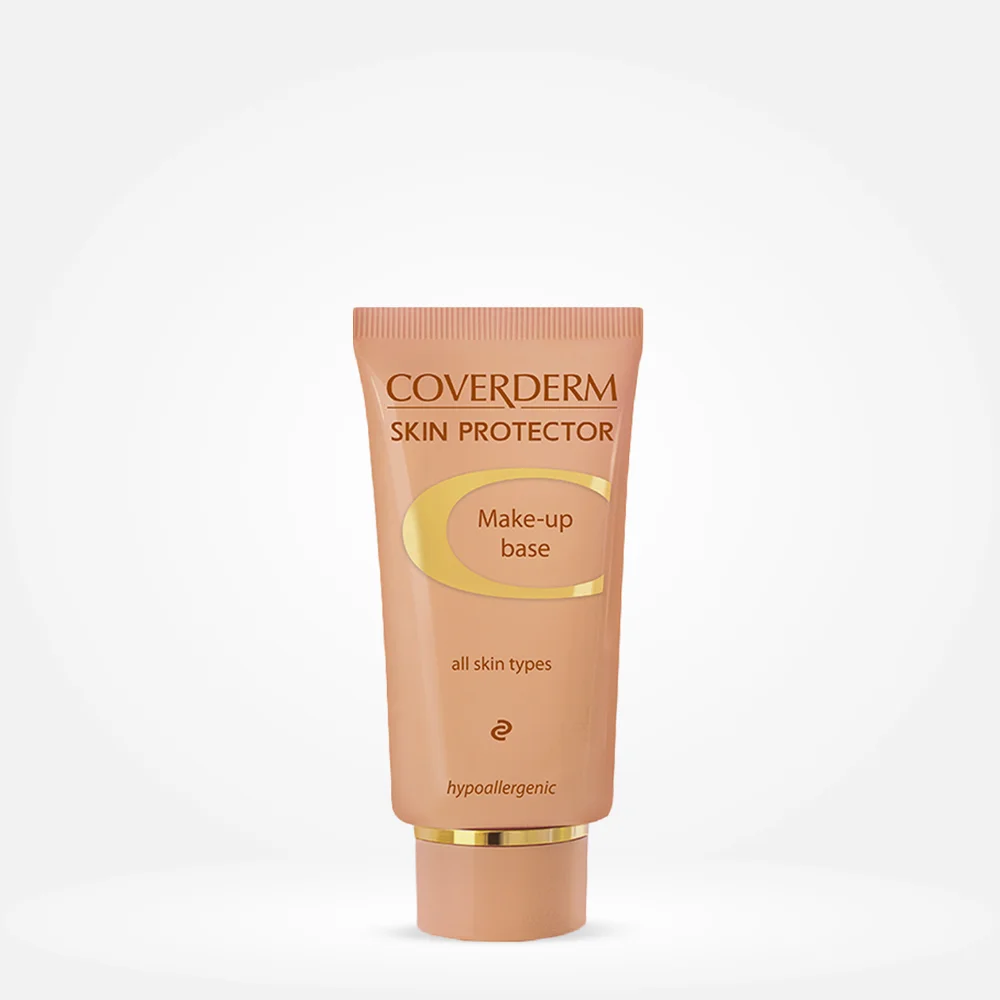 COVERDERM
SKIN PROTECTOR
Make-up
base
all skin types
hypoallergenic